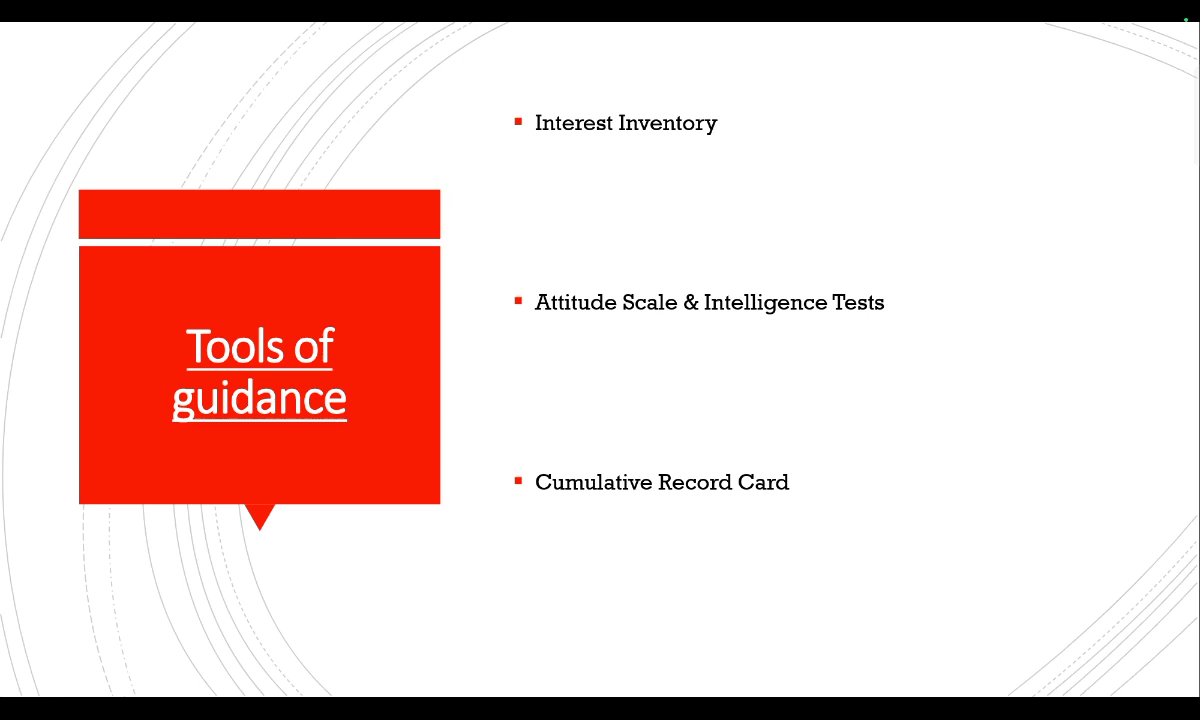 Tools of
guidance
Interest Inventory
Attitude Scale & Intelligence Tests
Cumulative Record Card